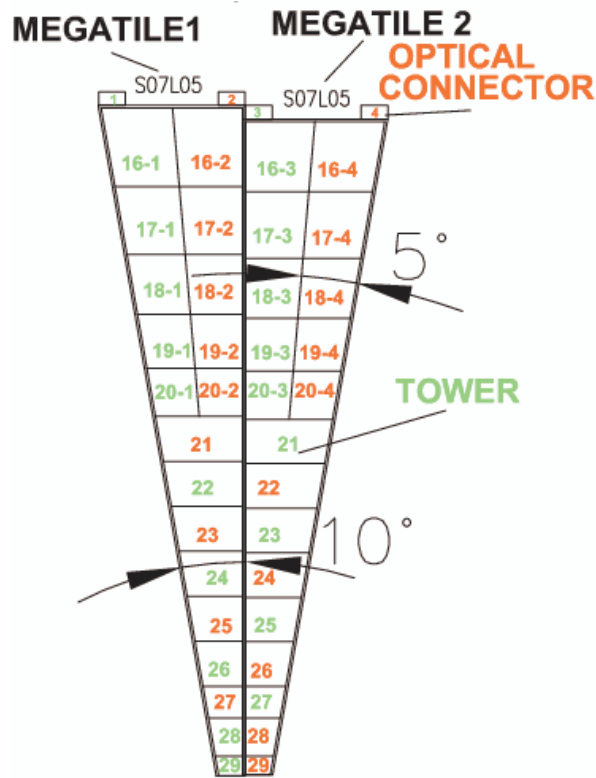 MEGATILE1
MEGATILE 2
OPTICAL
CONNECTOR
S07L05
S07L05
1 2 3 4
16-1 16-2 16-3 16-4
17-1 17-2 17-3 17-4
5°
18-1 18-2 18-3 18-4
19-1 19-2 19-3 19-4
20-1 20-2 20-3 20-4
TOWER
21 21
22 22
23 23
10°
24 24
25 25
26 26
27 27
28 28
29 29